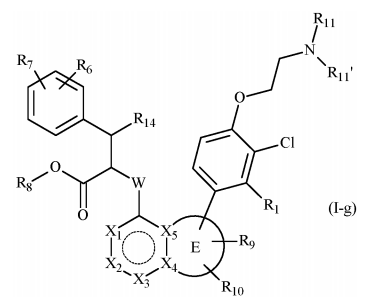 R11
R7
R6
N
R11'
O
R14
Cl
O
R8
W
O
R1
(I-g)
X1
X5
E
R9
X2
X4
X3
R10